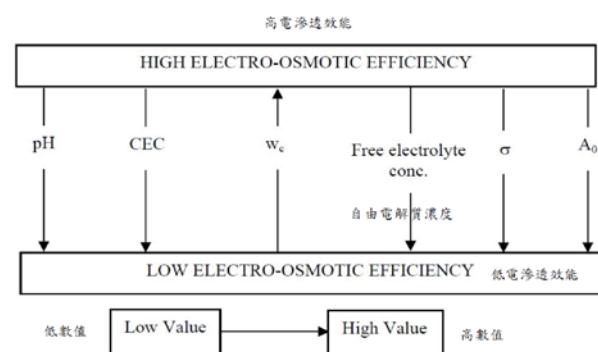 高電滲透效能
HIGH ELECTRO-OSMOTIC EFFICIENCY
pH
CEC
wc
Free electrolyte
conc.
σ
A0
自由電解質濃度
LOW ELECTRO-OSMOTIC EFFICIENCY 低電滲透效能
低數值
Low Value
High Value
高數值